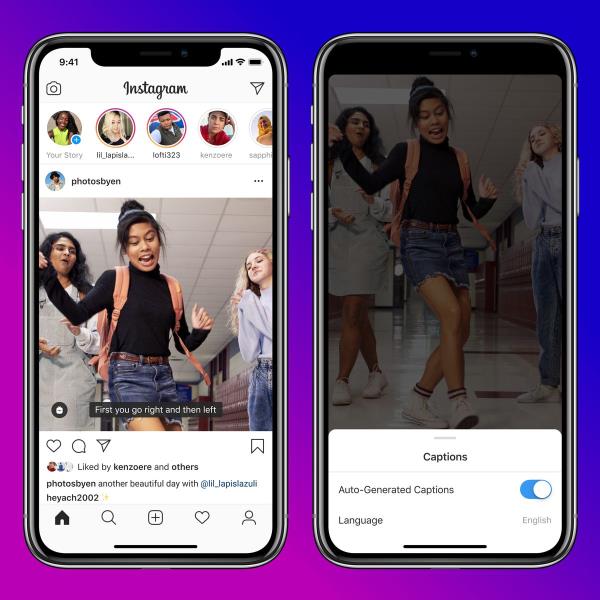 9:41
Instagram
Your Story
lil_lapisla...
lofti323
kenzoere
sapphi
photosbyen
First you go right and then left
Liked by kenzoere and others
photosbyen another beautiful day with @lil_lapislazuli
heyach2002 ✨
Captions
Auto-Generated Captions
Language English